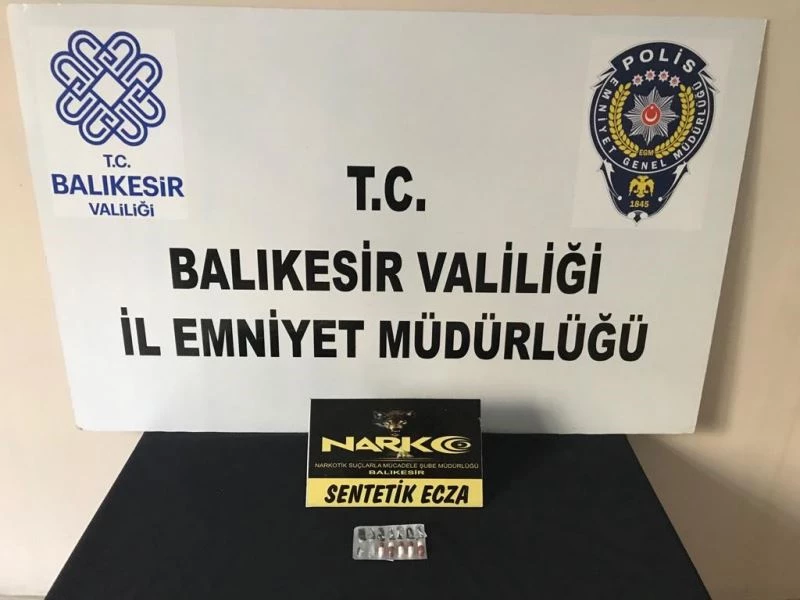 T.C.
BALIKESİR
VALİLİĞİ
POLİS
EMNİYET GENEL MÜDÜRLÜĞÜ
EGM
1845
T.C.
BALIKESİR VALİLİĞİ
İL EMNİYET MÜDÜRLÜĞÜ
NARKO
NARKOTİK SUÇLARLA MÜCADELE ŞUBE MÜDÜRLÜĞÜ
BALIKESİR
SENTETİK ECZA